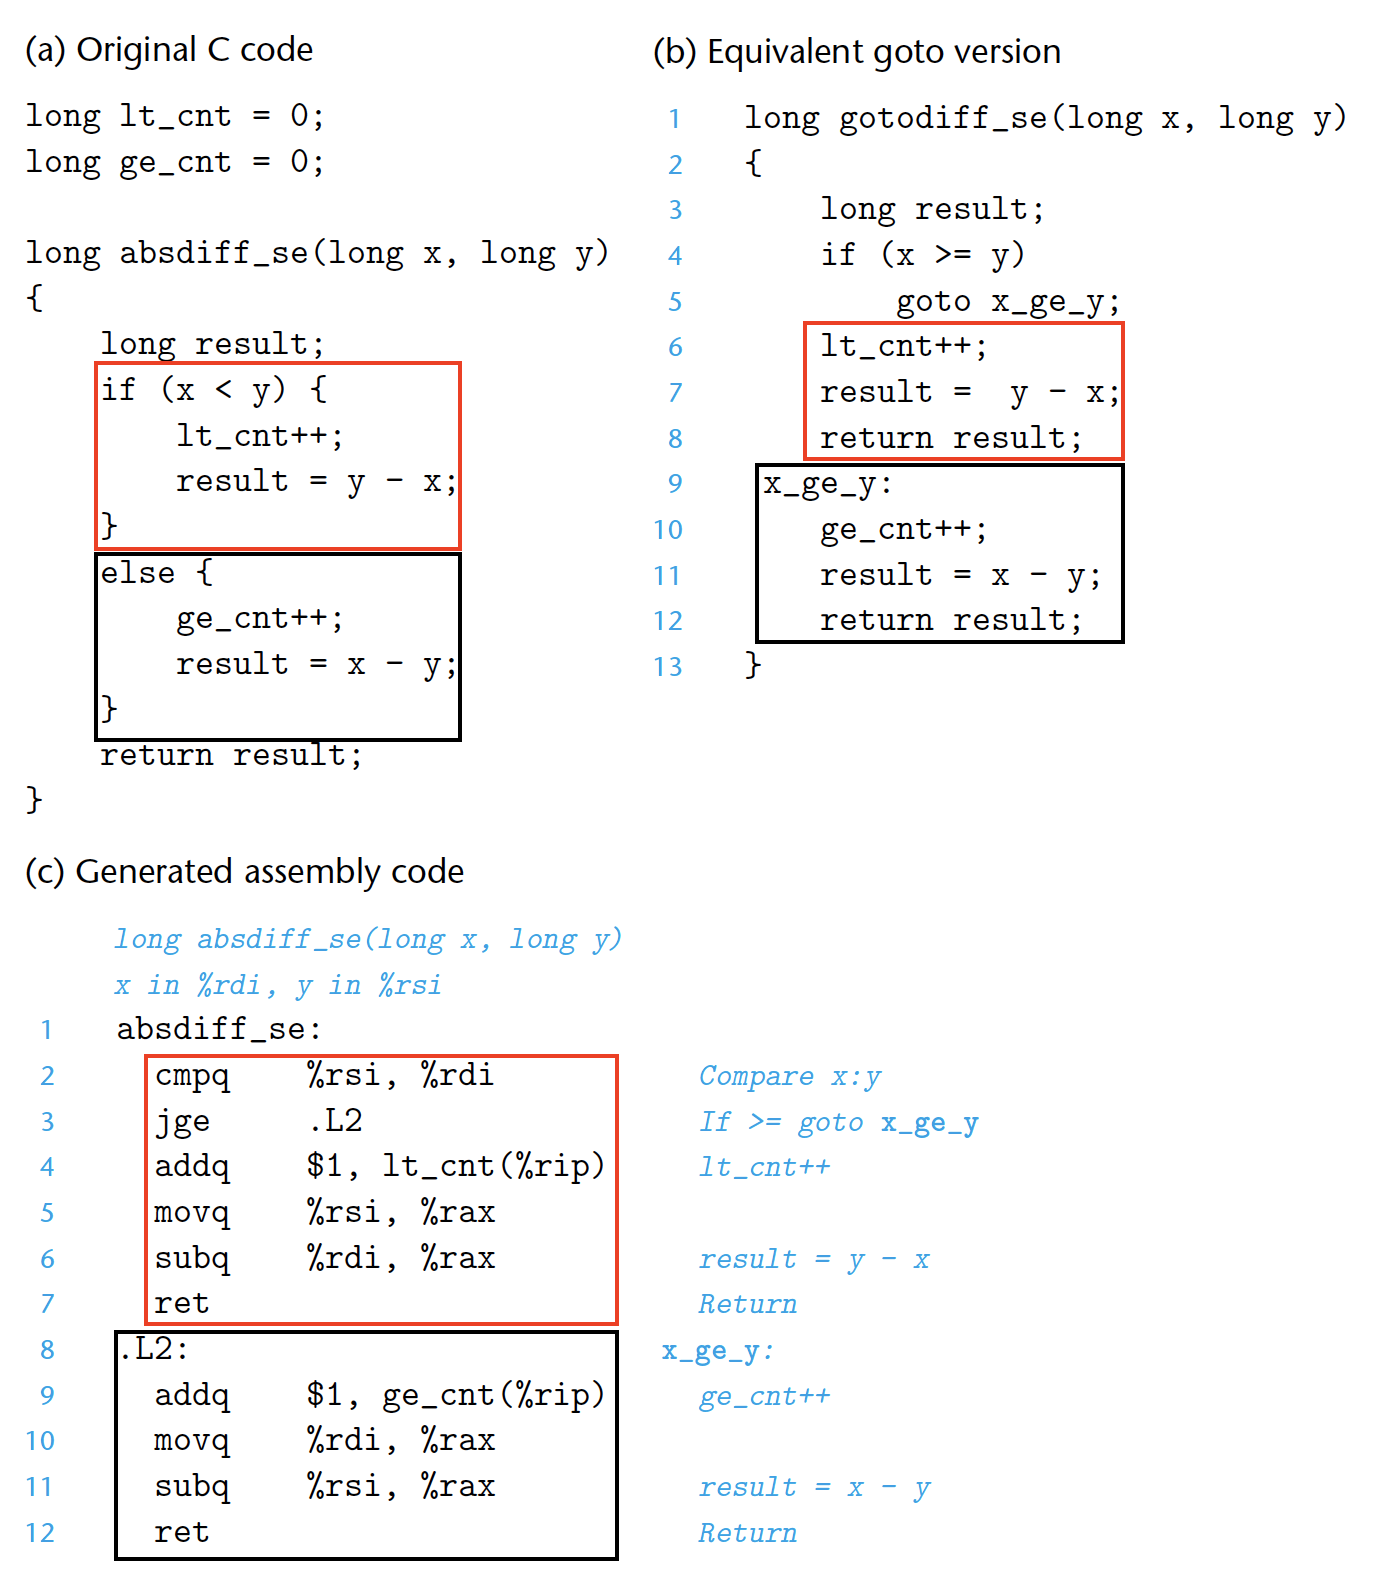 (a) Original C code
long lt_cnt = 0;
long ge_cnt = 0;
long absdiff_se(long x, long y)
{
    long result;
    if (x < y) {
        lt_cnt++;
        result = y - x;
    }
    else {
        ge_cnt++;
        result = x - y;
    }
    return result;
}
(b) Equivalent goto version
1 long gotodiff_se(long x, long y)
2 {
3     long result;
4     if (x >= y)
5         goto x_ge_y;
6     lt_cnt++;
7     result =  y - x;
8     return result;
9 x_ge_y:
10     ge_cnt++;
11     result = x - y;
12     return result;
13 }
(c) Generated assembly code
long absdiff_se(long x, long y)
x in %rdi, y in %rsi
1 absdiff_se:
2 cmpq %rsi, %rdi Compare x:y
3 jge .L2 If >= goto x_ge_y
4 addq $1, lt_cnt(%rip) lt_cnt++
5 movq %rsi, %rax
6 subq %rdi, %rax result = y - x
7 ret Return
8 .L2: x_ge_y:
9 addq $1, ge_cnt(%rip) ge_cnt++
10 movq %rdi, %rax
11 subq %rsi, %rax result = x - y
12 ret Return